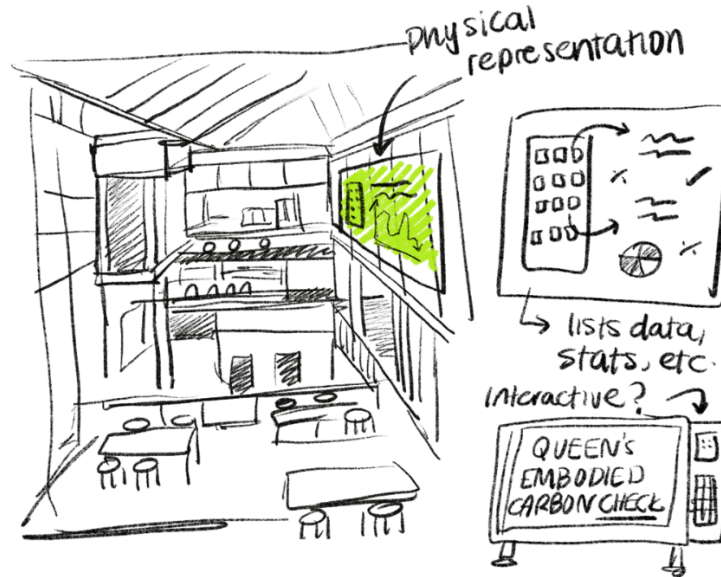 physical
representation
lists data,
stats, etc.
interactive?
QUEEN'S
EMBODIED
CARBON CHECK